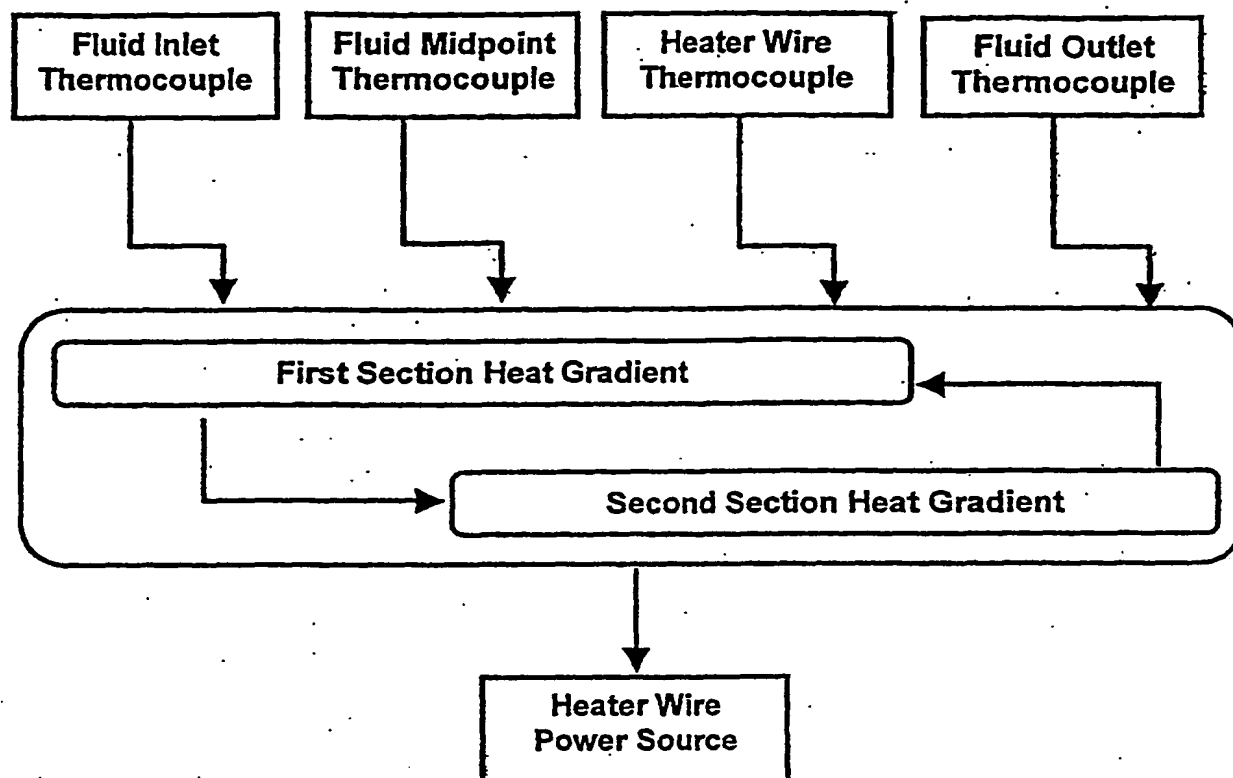 Fluid Inlet
Thermocouple
Fluid Midpoint
Thermocouple
Heater Wire
Thermocouple
Fluid Outlet
Thermocouple
First Section Heat Gradient
Second Section Heat Gradient
Heater Wire
Power Source